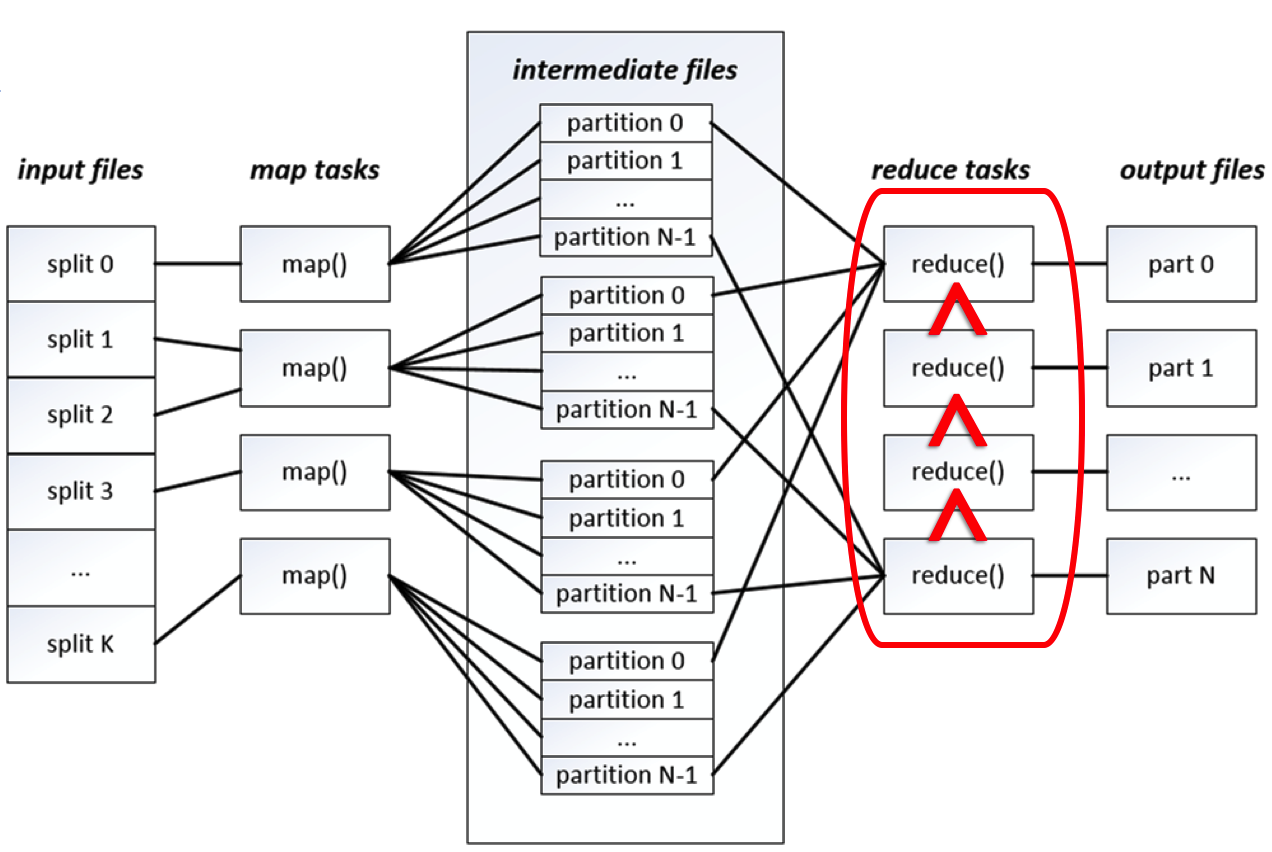 intermediate files
input files
map tasks
reduce tasks
output files
split 0
split 1
split 2
split 3
...
split K
map()
map()
map()
map()
partition 0
partition 1
...
partition N-1
partition 0
partition 1
...
partition N-1
partition 0
partition 1
...
partition N-1
partition 0
partition 1
...
partition N-1
reduce()
reduce()
reduce()
reduce()
part 0
part 1
...
part N